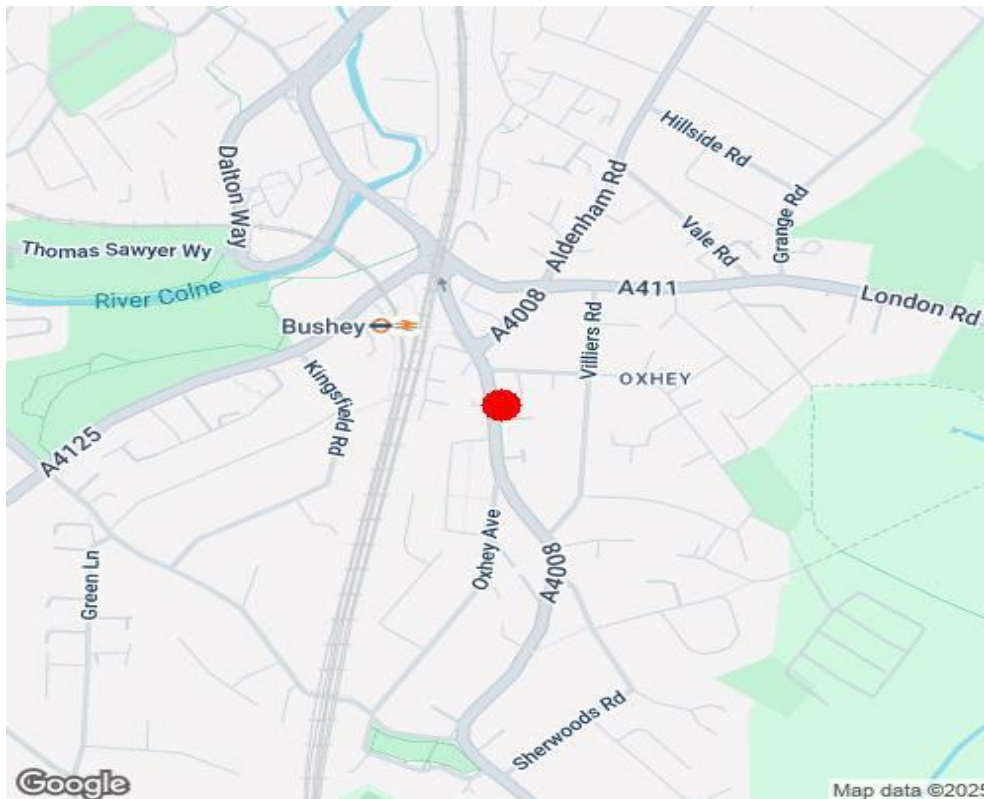 Hillside Rd
Dalton Way
Aldenham Rd
Grange Rd
Vale Rd
Thomas Sawyer Wy
River Colne
A411
London Rd
Bushey
A4008
Villiers Rd
OXHEY
Kingsfield Rd
A4125
Oxhey Ave
A4008
Green Ln
Sherwoods Rd
Google
Map data ©2025